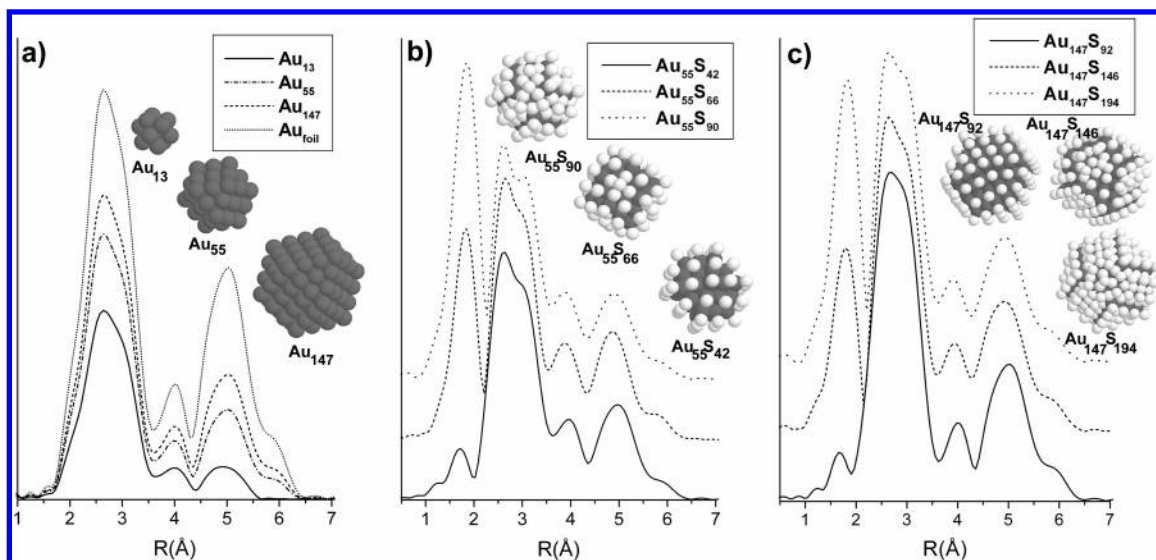 a)
Au13
Au55
Au147
Aufoil
Au13
Au55
Au147
1 2 3 4 5 6 7
R(Å)
b)
Au55S42
Au55S66
Au55S90
Au55S90
Au55S66
Au55S42
1 2 3 4 5 6 7
R(Å)
c)
Au147S92
Au147S146
Au147S194
Au147S92
Au147S146
Au147S194
1 2 3 4 5 6 7
R(Å)